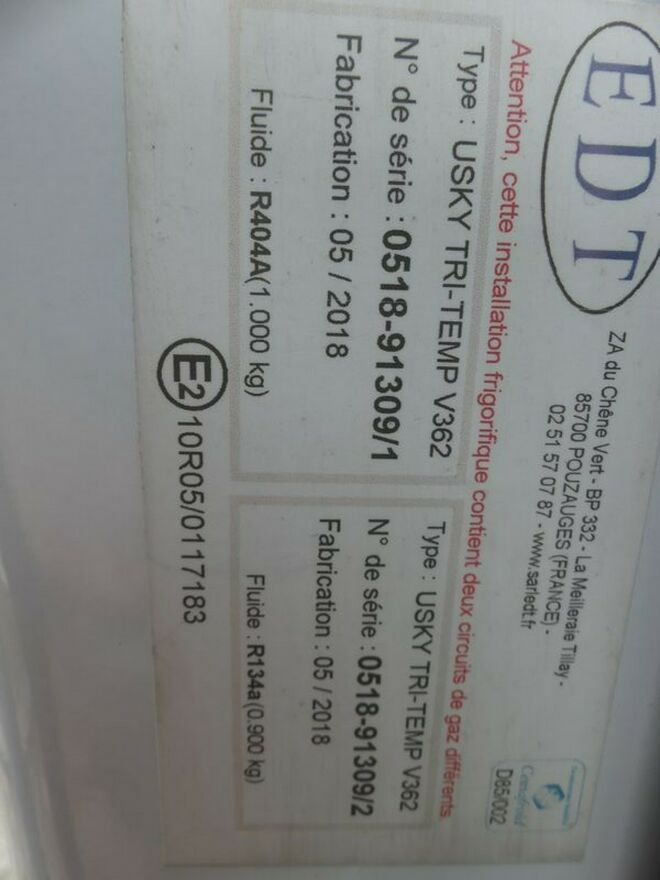 EDT
ZA du Chêne Vert - BP 332 - La Meilleraie Tillay -
85700 POUZAUGES (FRANCE) -
02 51 57 07 87 - www.sarledt.fr
Cemafroid
D85/002
Attention, cette installation frigorifique contient deux circuits de gaz différents.
Type : USKY TRI-TEMP V362
N° de série : 0518-91309/1
Fabrication : 05 / 2018
Fluide : R404A(1.000 kg)
Type : USKY TRI-TEMP V362
N° de série : 0518-91309/2
Fabrication : 05 / 2018
Fluide : R134a(0.900 kg)
E2 10R05/0117183